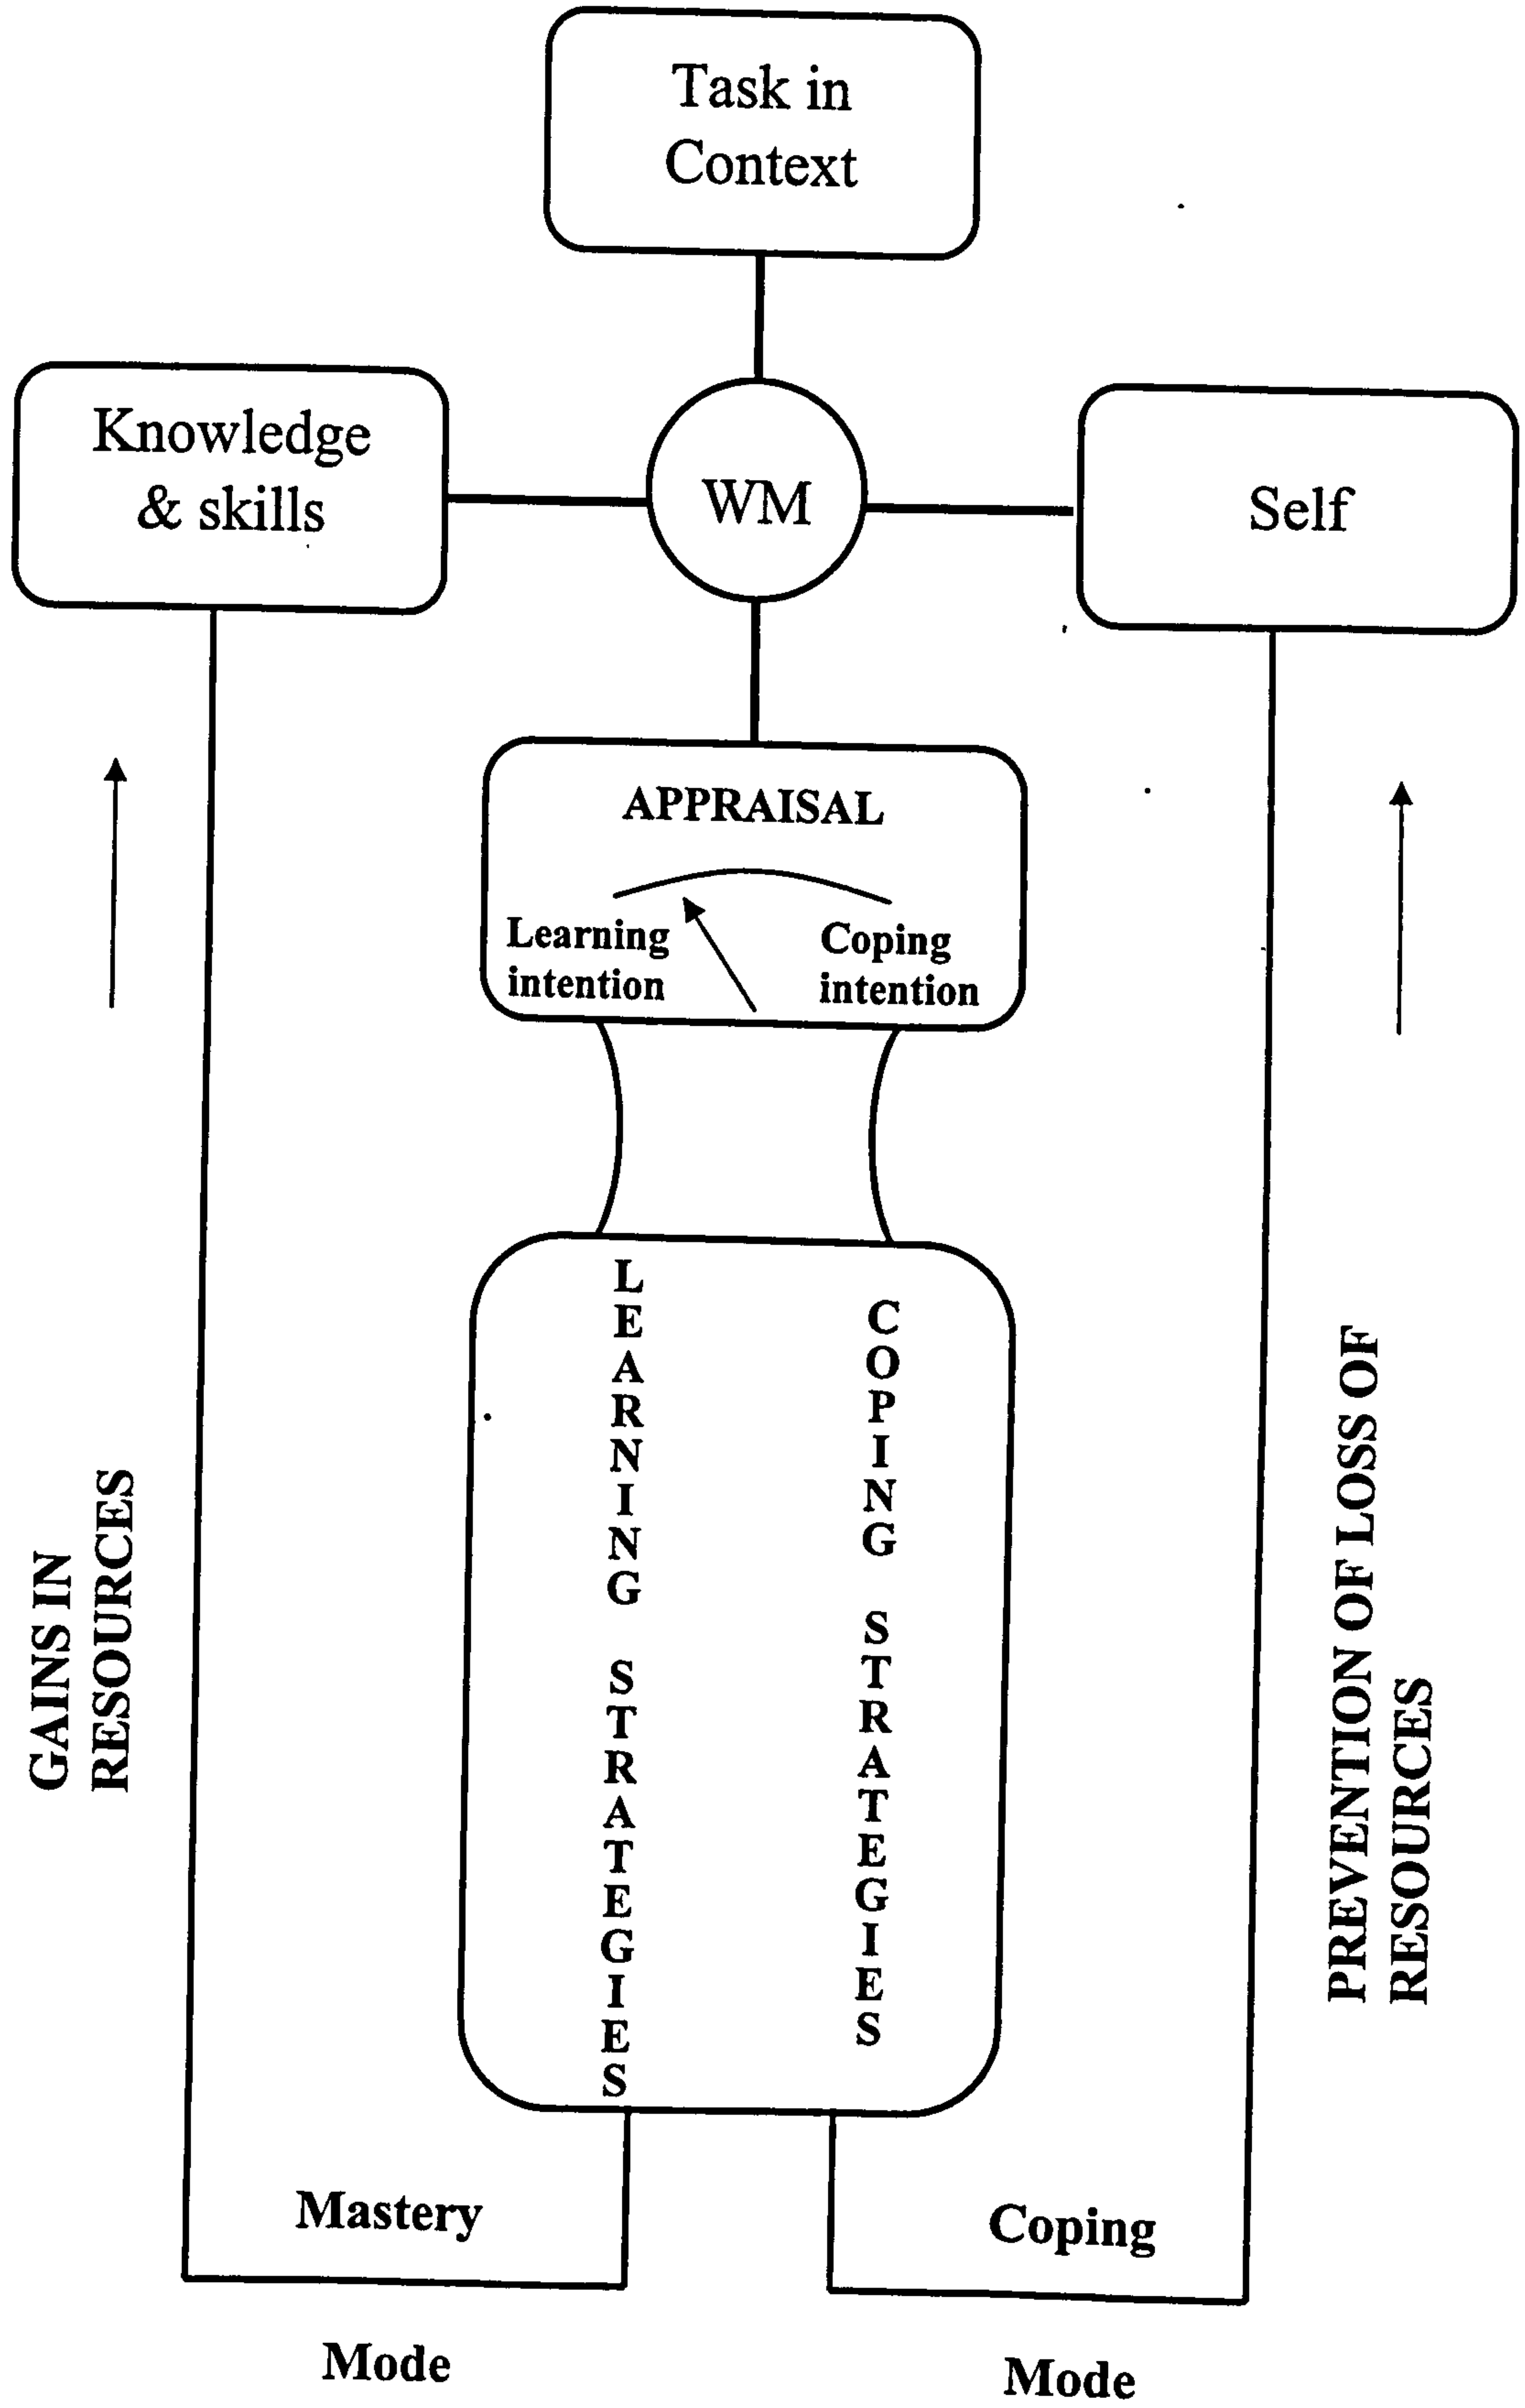 Task in
Context
Knowledge
& skills
WM
Self
APPRAISAL
Learning
intention
Coping
intention
LEARNING STRATEGIES
COPING STRATEGIES
GAINS IN
RESOURCES
PREVENTION OF LOSS OF
RESOURCES
Mastery
Mode
Coping
Mode